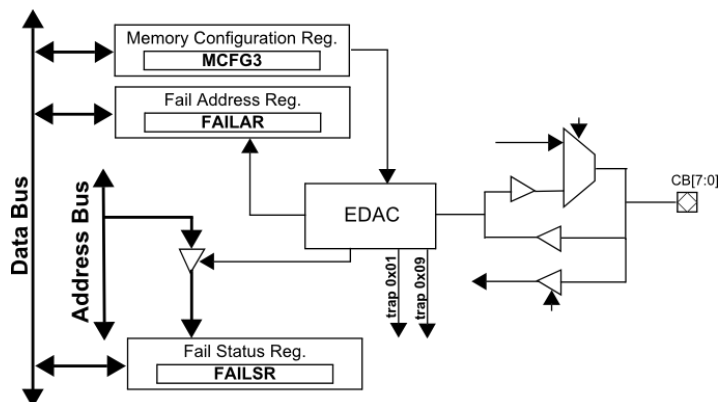 Memory Configuration Reg.
MCFG3
Fail Address Reg.
FAILAR
Data Bus
Address Bus
EDAC
CB[7:0]
trap 0x01
trap 0x09
Fail Status Reg.
FAILSR